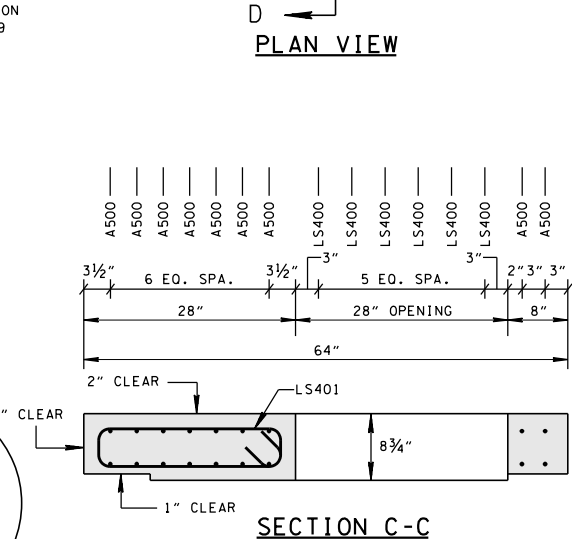 ON
9
D
PLAN VIEW
A500 A500 A500 A500 A500 A500 A500 LS400 LS400 LS400 LS400 LS400 LS400 A500 A500
3" 3"
3½" 6 EQ. SPA. 3½" 5 EQ. SPA. 2" 3" 3"
28" 28" OPENING 8"
64"
2" CLEAR
LS401
" CLEAR
8¾"
1" CLEAR
SECTION C-C